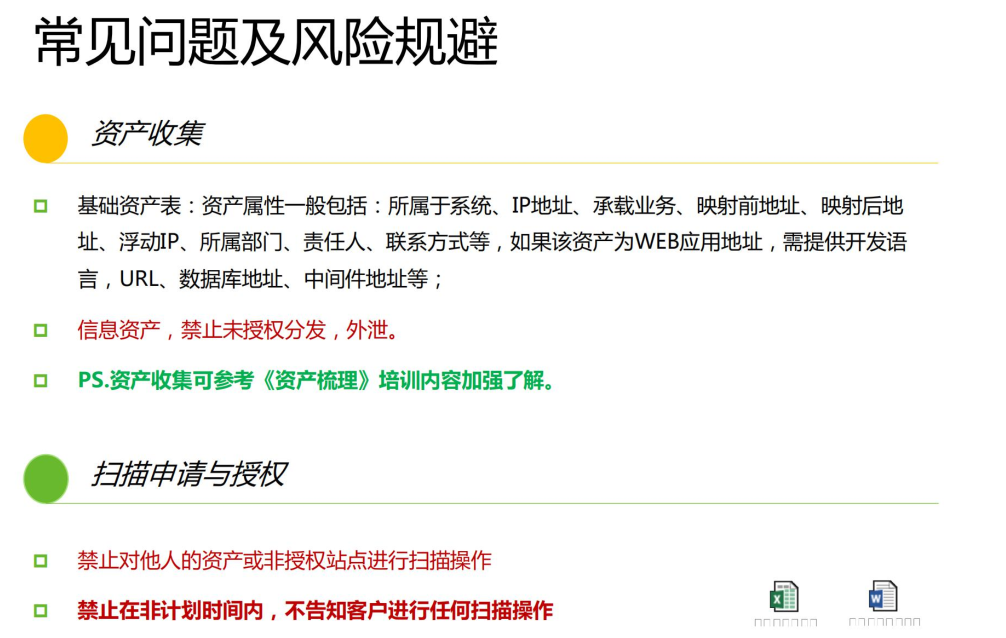 常见问题及风险规避
资产收集
基础资产表：资产属性一般包括：所属于系统、IP地址、承载业务、映射前地址、映射后地
址、浮动IP、所属部门、责任人、联系方式等，如果该资产为WEB应用地址，需提供开发语
言，URL、数据库地址、中间件地址等；
信息资产，禁止未授权分发，外泄。
PS.资产收集可参考《资产梳理》培训内容加强了解。
扫描申请与授权
禁止对他人的资产或非授权站点进行扫描操作
禁止在非计划时间内，不告知客户进行任何扫描操作